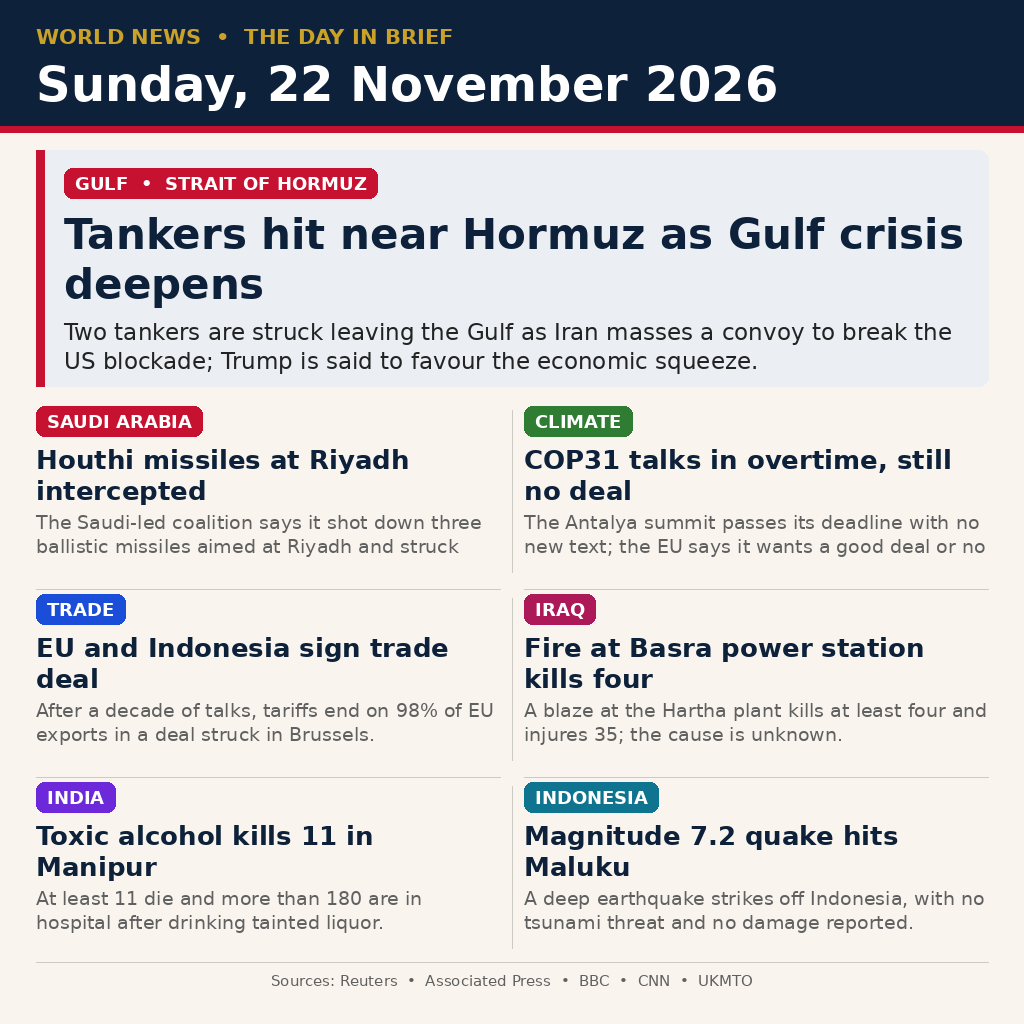 WORLD NEWS • THE DAY IN BRIEF
Sunday, 22 November 2026
GULF • STRAIT OF HORMUZ
Tankers hit near Hormuz as Gulf crisis
deepens
Two tankers are struck leaving the Gulf as Iran masses a convoy to break the
US blockade; Trump is said to favour the economic squeeze.
SAUDI ARABIA
Houthi missiles at Riyadh
intercepted
The Saudi-led coalition says it shot down three
ballistic missiles aimed at Riyadh and struck
CLIMATE
COP31 talks in overtime, still
no deal
The Antalya summit passes its deadline with no
new text; the EU says it wants a good deal or no
TRADE
EU and Indonesia sign trade
deal
After a decade of talks, tariffs end on 98% of EU
exports in a deal struck in Brussels.
IRAQ
Fire at Basra power station
kills four
A blaze at the Hartha plant kills at least four and
injures 35; the cause is unknown.
INDIA
Toxic alcohol kills 11 in
Manipur
At least 11 die and more than 180 are in
hospital after drinking tainted liquor.
INDONESIA
Magnitude 7.2 quake hits
Maluku
A deep earthquake strikes off Indonesia, with no
tsunami threat and no damage reported.
Sources: Reuters • Associated Press • BBC • CNN • UKMTO